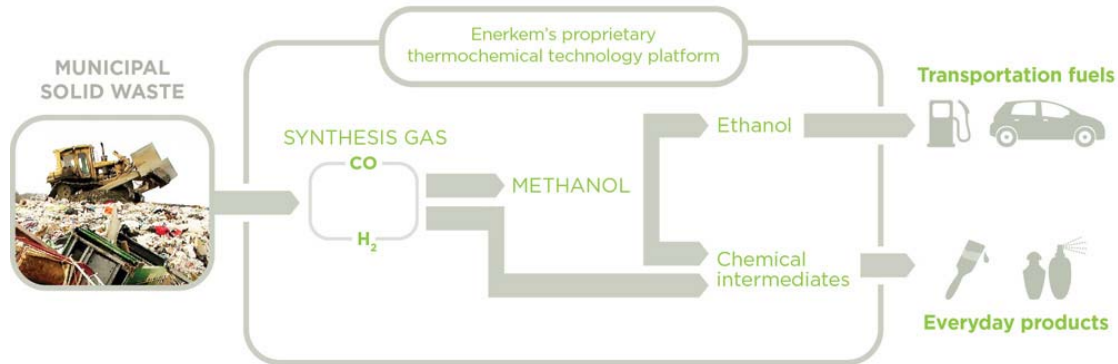 Enerkem's proprietary
thermochemical technology platform
MUNICIPAL
SOLID WASTE
SYNTHESIS GAS
CO
H₂
METHANOL
Ethanol
Chemical
intermediates
Transportation fuels
Everyday products